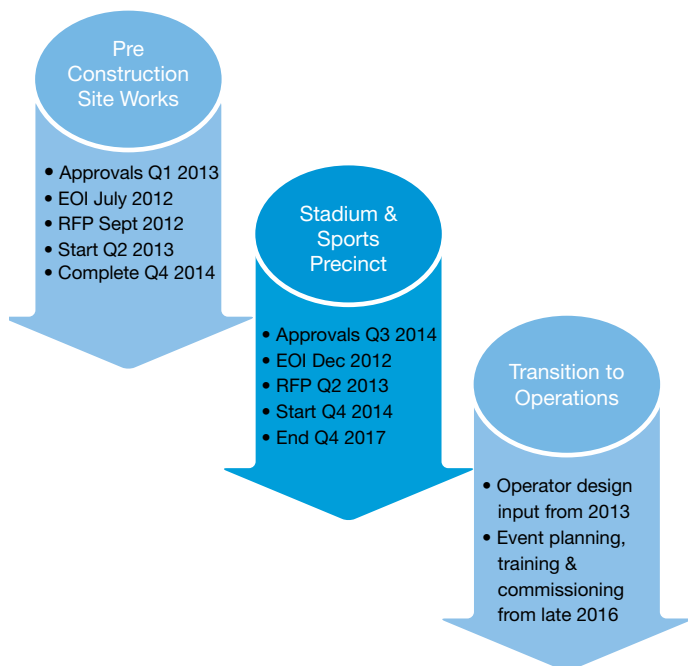 Pre
Construction
Site Works
• Approvals Q1 2013
• EOI July 2012
• RFP Sept 2012
• Start Q2 2013
• Complete Q4 2014
Stadium &
Sports
Precinct
• Approvals Q3 2014
• EOI Dec 2012
• RFP Q2 2013
• Start Q4 2014
• End Q4 2017
Transition to
Operations
• Operator design
input from 2013
• Event planning,
training &
commissioning
from late 2016